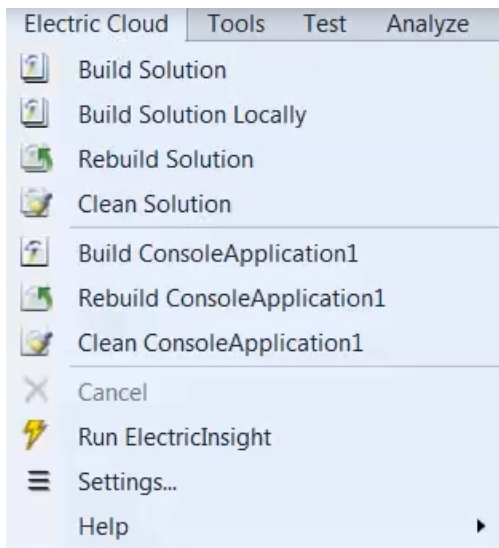 Electric Cloud Tools Test Analyze
Build Solution
Build Solution Locally
Rebuild Solution
Clean Solution
Build ConsoleApplication1
Rebuild ConsoleApplication1
Clean ConsoleApplication1
Cancel
Run ElectricInsight
Settings...
Help